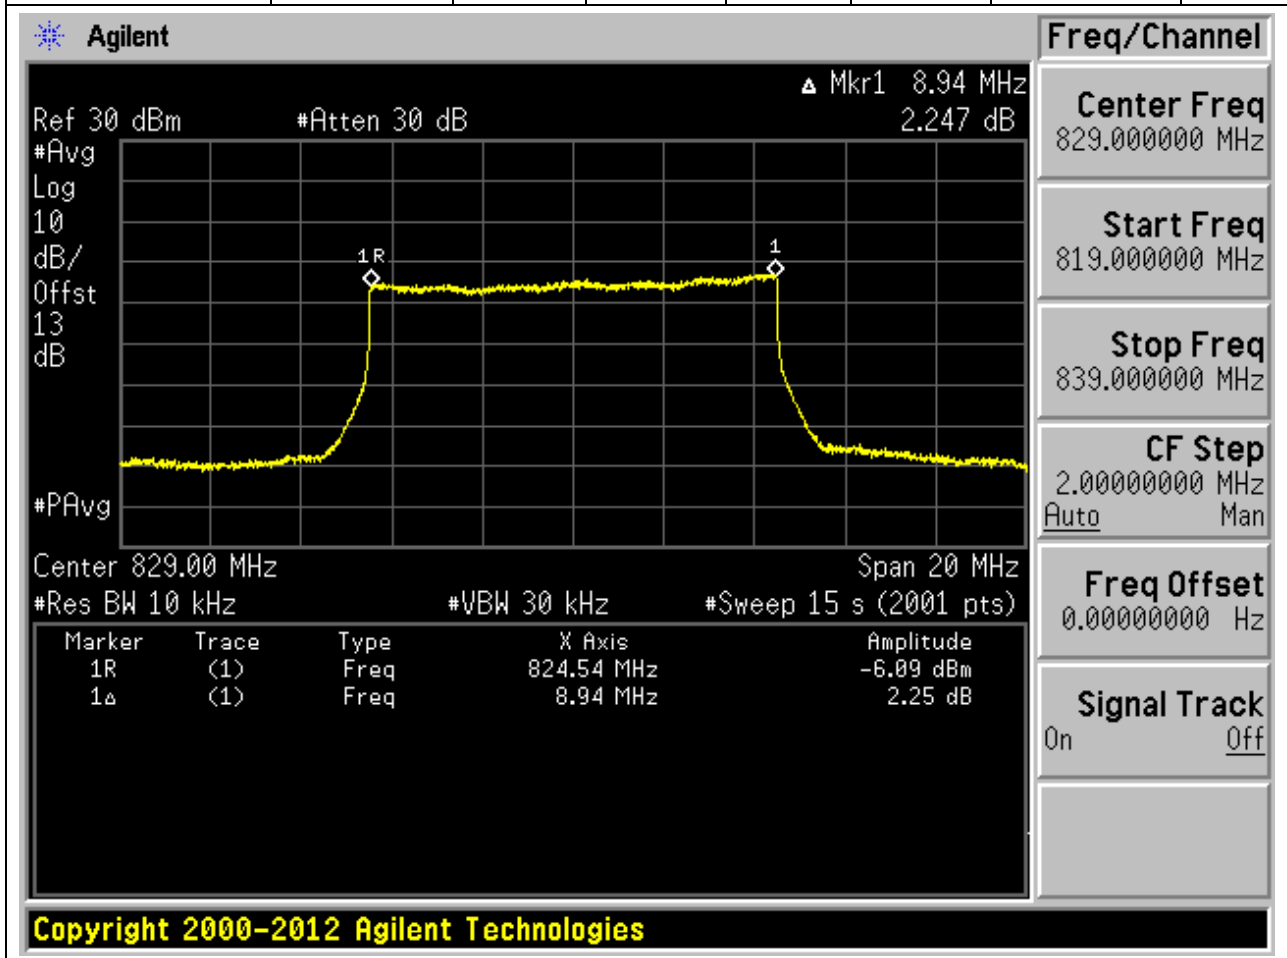 Agilent
Freq/Channel
Δ Mkr1 8.94 MHz
Ref 30 dBm #Atten 30 dB 2.247 dB
#Avg
Log
10
dB/
Offst
13
dB
1R
1
#PAvg
Center 829.00 MHz Span 20 MHz
#Res BW 10 kHz #VBW 30 kHz #Sweep 15 s (2001 pts)
Marker Trace Type X Axis Amplitude
1R (1) Freq 824.54 MHz -6.09 dBm
1Δ (1) Freq 8.94 MHz 2.25 dB
Center Freq
829.000000 MHz
Start Freq
819.000000 MHz
Stop Freq
839.000000 MHz
CF Step
2.00000000 MHz
Auto Man
Freq Offset
0.00000000 Hz
Signal Track
On Off
Copyright 2000-2012 Agilent Technologies